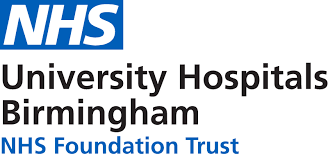 NHS
University Hospitals
Birmingham
NHS Foundation Trust